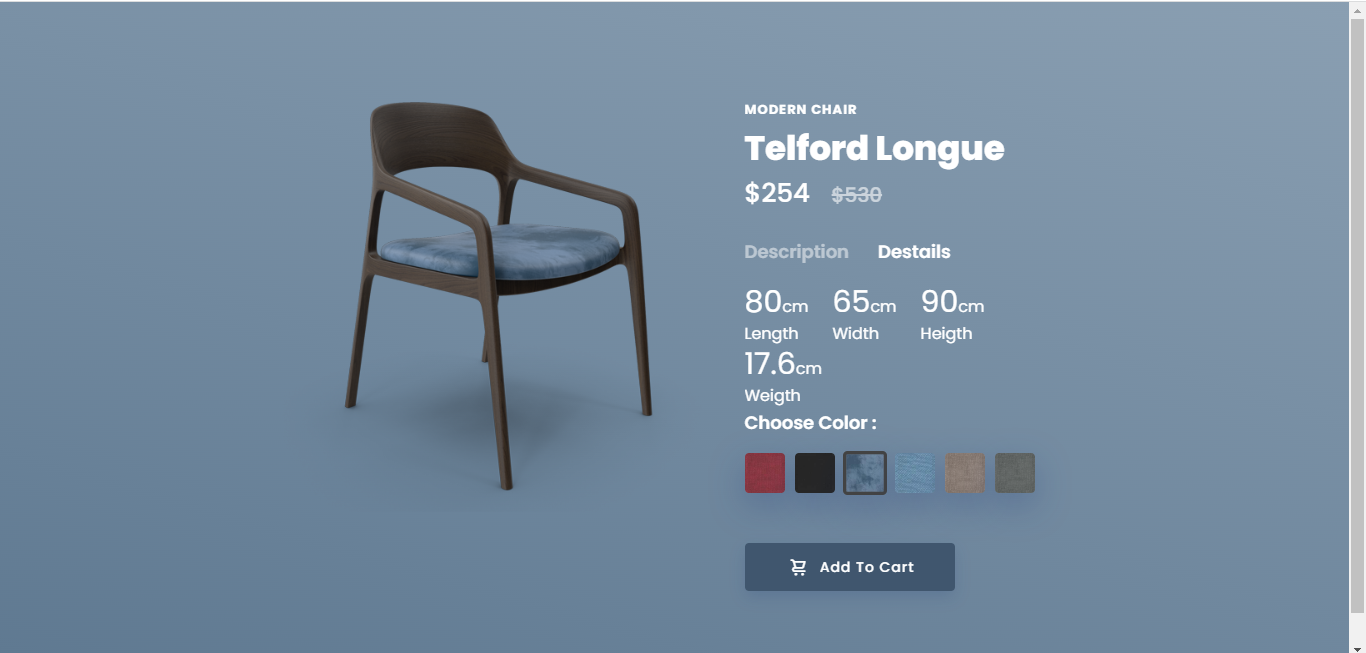 MODERN CHAIR
Telford Longue
$254 $530
Description Destails
80cm 65cm 90cm
Length Width Heigth
17.6cm
Weigth
Choose Color :
Add To Cart